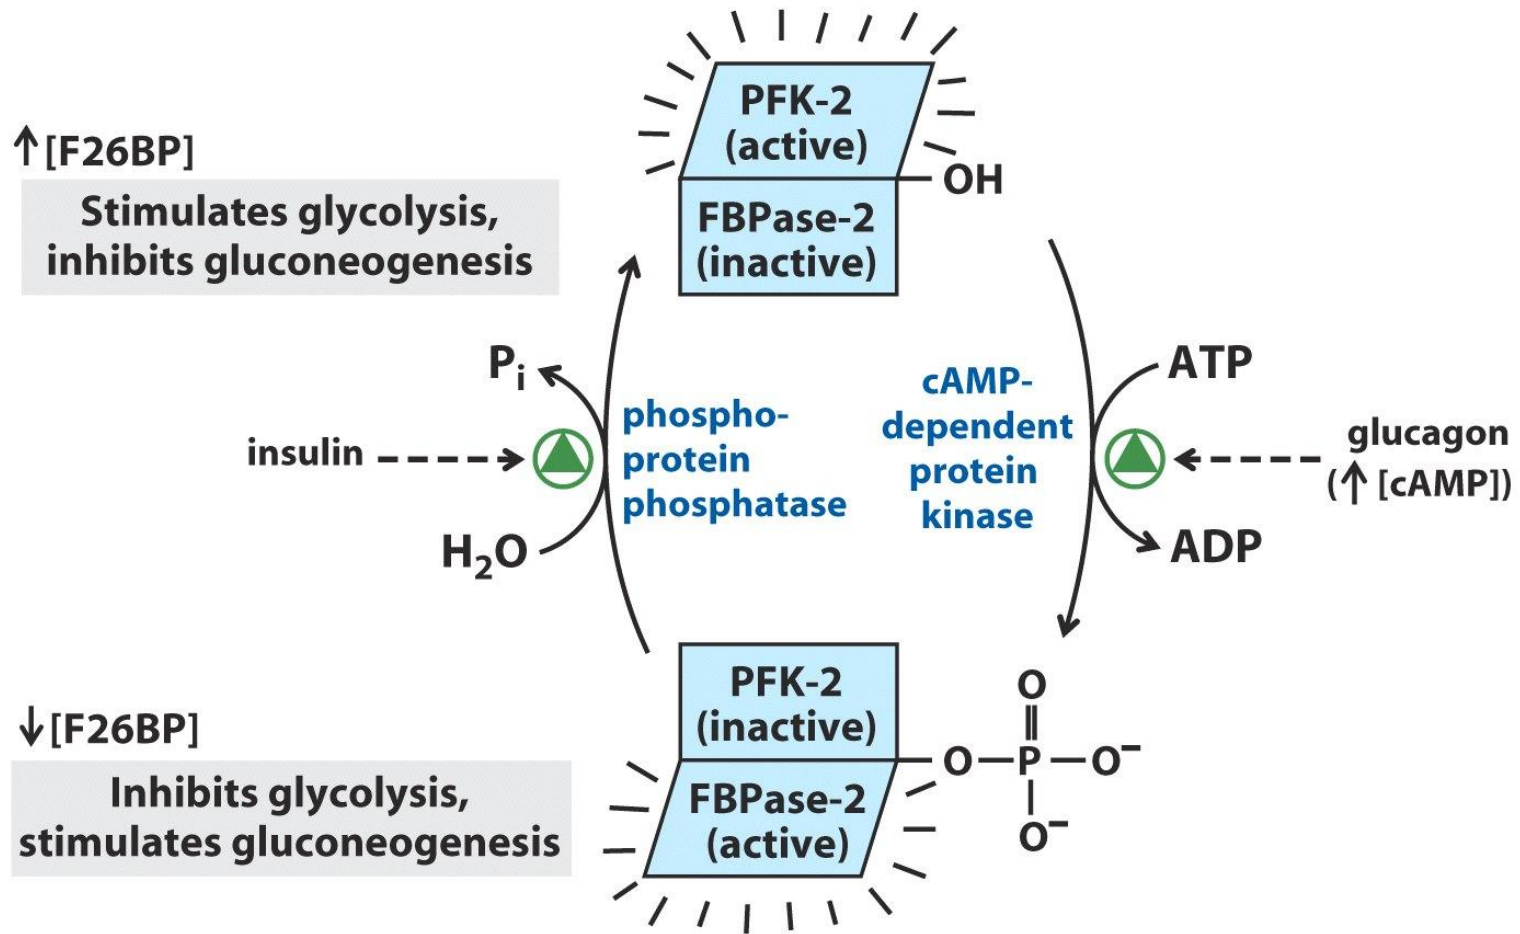 PFK-2
(active)
OH
FBPase-2
(inactive)
↑[F26BP]
Stimulates glycolysis,
inhibits gluconeogenesis
Pi
insulin
H2O
phospho-
protein
phosphatase
cAMP-
dependent
protein
kinase
ATP
glucagon
(↑ [cAMP])
ADP
↓[F26BP]
Inhibits glycolysis,
stimulates gluconeogenesis
PFK-2
(inactive)
FBPase-2
(active)
O
O—P—O−
O−